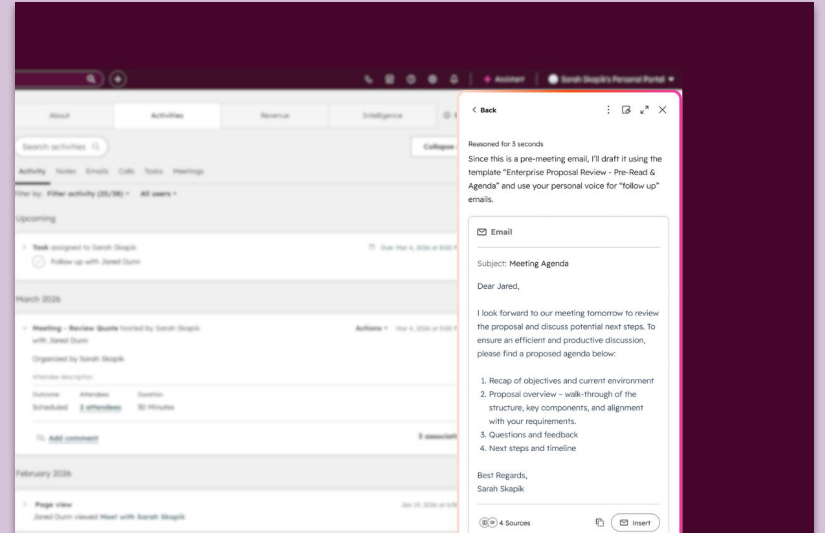 Assistant
Sarah Skapik's Personal Portal
About
Activities
Revenue
Intelligence
Search activities
Collapse
Activity Notes Emails Calls Tasks Meetings
Filter by: Filter activity (25/38) All users
Upcoming
Task assigned to Sarah Skapik
Due: Mar 4, 2026 at 8:00
Follow up with Jared Dunn
March 2026
Meeting - Review Quote hosted by Sarah Skapik
with Jared Dunn
Actions
Organized by Sarah Skapik
Attendee description
Outcome Attendees Duration
Scheduled 3 attendees 30 Minutes
Add comment
3 associati
February 2026
Page view
Jared Dunn viewed Meet with Sarah Skapik
Back
Reasoned for 3 seconds
Since this is a pre-meeting email, I'll draft it using the
template "Enterprise Proposal Review - Pre-Read &
Agenda" and use your personal voice for "follow up"
emails.
Email
Subject: Meeting Agenda
Dear Jared,
I look forward to our meeting tomorrow to review
the proposal and discuss potential next steps. To
ensure an efficient and productive discussion,
please find a proposed agenda below:
1. Recap of objectives and current environment
2. Proposal overview – walk-through of the
structure, key components, and alignment
with your requirements.
3. Questions and feedback
4. Next steps and timeline
Best Regards,
Sarah Skapik
4 Sources
Insert